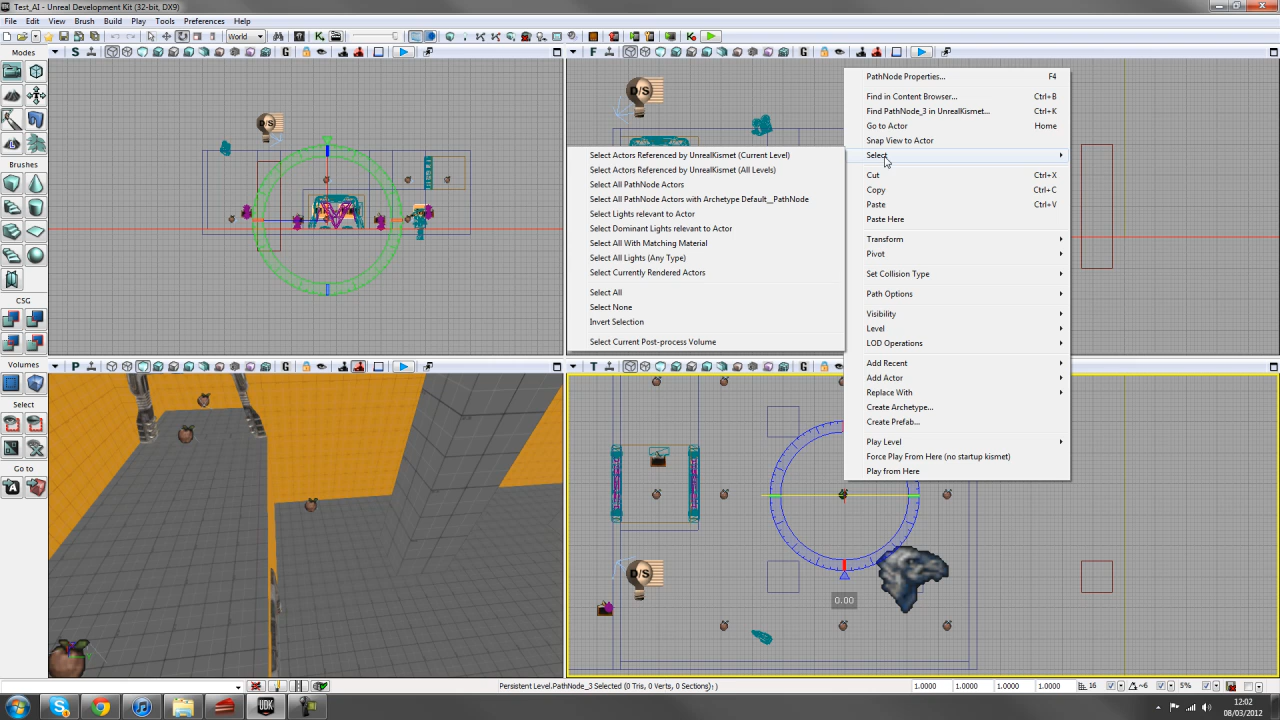 Test_AI - Unreal Development Kit (32-bit, DX9)
File Edit View Brush Build Play Tools Preferences Help
World
Modes
Brushes
CSG
Volumes
Select
Go to
S
G
F
G
P
G
T
G
D/S
D/S
D/S
0.00
Select Actors Referenced by UnrealKismet (Current Level)
Select Actors Referenced by UnrealKismet (All Levels)
Select All PathNode Actors
Select All PathNode Actors with Archetype Default__PathNode
Select Lights relevant to Actor
Select Dominant Lights relevant to Actor
Select All With Matching Material
Select All Lights (Any Type)
Select Currently Rendered Actors
Select All
Select None
Invert Selection
Select Current Post-process Volume
PathNode Properties... F4
Find in Content Browser... Ctrl+B
Find PathNode_3 in UnrealKismet... Ctrl+K
Go to Actor Home
Snap View to Actor
Select
Cut Ctrl+X
Copy Ctrl+C
Paste Ctrl+V
Paste Here
Transform
Pivot
Set Collision Type
Path Options
Visibility
Level
LOD Operations
Add Recent
Add Actor
Replace With
Create Archetype...
Create Prefab...
Play Level
Force Play From Here (no startup kismet)
Play from Here
Persistent Level.PathNode_3 Selected (0 Tris, 0 Verts, 0 Sections)
1.0000 1.0000 1.0000 1.0000 16 ~6 5%
UDK
12:02
08/03/2012